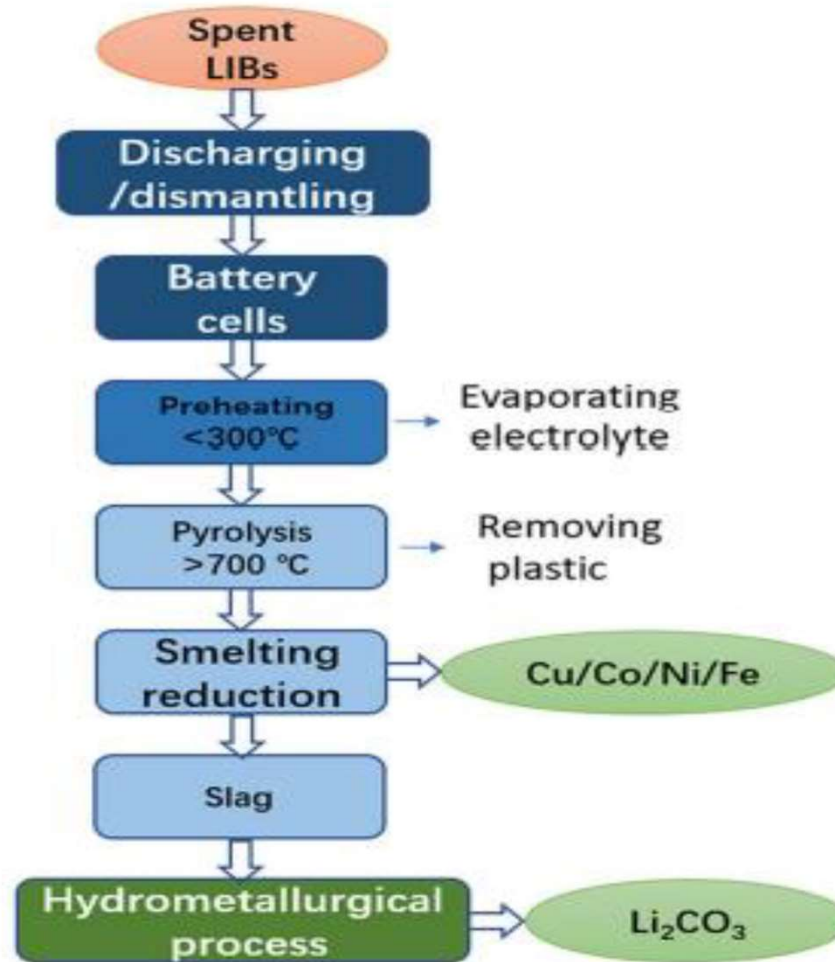 Spent
LIBs
Discharging
/dismantling
Battery
cells
Preheating
<300℃
Evaporating
electrolyte
Pyrolysis
>700 ℃
Removing
plastic
Smelting
reduction
Cu/Co/Ni/Fe
Slag
Hydrometallurgical
process
Li₂CO₃